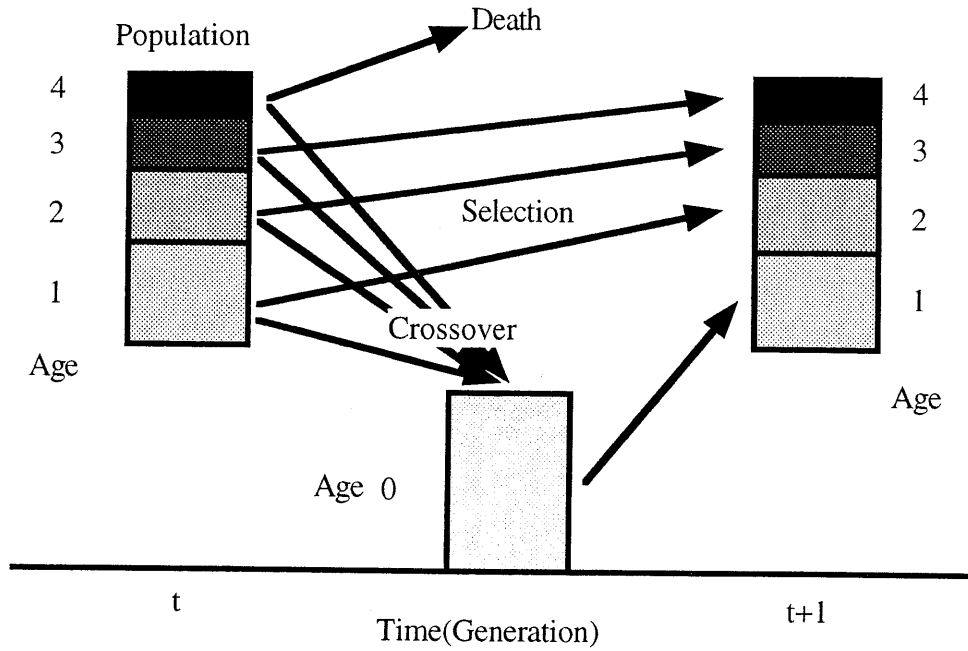 Death
Population
4
3
2
1
Age
Selection
Crossover
Age 0
4
3
2
1
Age
t
t+1
Time(Generation)